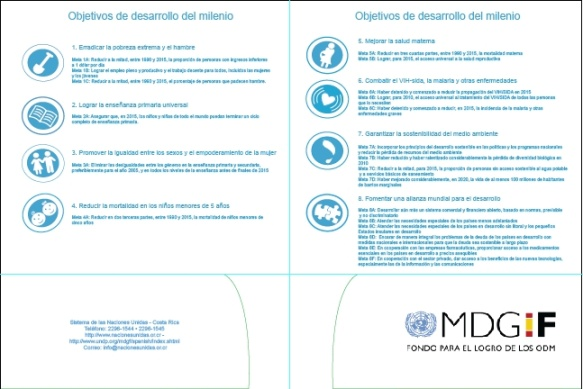 Objetivos de desarrollo del milenio
1. Erradicar la pobreza extrema y el hambre
Meta 1A: Reducir a la mitad, entre 1990 y 2015, la proporción de personas con ingresos inferiores
a 1 dólar por día
Meta 1B: Lograr el empleo pleno y productivo y el trabajo decente para todos, incluidos las mujeres
y los jóvenes
Meta 1C: Reducir a la mitad, entre 1990 y 2015, el porcentaje de personas que padecen hambre.
2. Lograr la enseñanza primaria universal
Meta 2A: Asegurar que, en 2015, los niños y niñas de todo el mundo puedan terminar un ciclo
completo de enseñanza primaria
3. Promover la igualdad entre los sexos y el empoderamiento de la mujer
Meta 3A: Eliminar las desigualdades entre los géneros en la enseñanza primaria y secundaria,
preferiblemente para el año 2005, y en todos los niveles de la enseñanza antes de finales de 2015
4. Reducir la mortalidad en los niños menores de 5 años
Meta 4A: Reducir en dos terceras partes, entre 1990 y 2015, la mortalidad de niños menores de
cinco años
Sistema de las Naciones Unidas - Costa Rica
Teléfono: 2296-1544 • 2296-1545
http://www.nacionesunidas.or.cr -
Correo: info@nacionesunidas.or.cr
Objetivos de desarrollo del milenio
5. Mejorar la salud materna
Meta 5A: Reducir en tres cuartas partes, entre 1990 y 2015, la mortalidad materna
Meta 5B: Lograr, para 2015, el acceso universal a la salud reproductiva
6. Combatir el VIH-sida, la malaria y otras enfermedades
Meta 6A: Haber detenido y comenzado a reducir la propagación del VIH/SIDA en 2015
Meta 6B: Lograr, para 2010, el acceso universal al tratamiento del VIH/SIDA de todas las personas
que lo necesiten
Meta 6C: Haber detenido y comenzado a reducir, en 2015, la incidencia de la malaria y otras
enfermedades graves
7. Garantizar la sostenibilidad del medio ambiente
Meta 7A: Incorporar los principios del desarrollo sostenible en las políticas y los programas nacionales
y reducir la pérdida de recursos del medio ambiente
Meta 7B: Haber reducido y haber ralentizado considerablemente la pérdida de diversidad biológica en
2010
Meta 7C: Reducir a la mitad, para 2015, la proporción de personas sin acceso sostenible al agua potable
y a servicios básicos de saneamiento
Meta 7D: Haber mejorado considerablemente, en 2020, la vida de al menos 100 millones de habitantes
de barrios marginales
8. Fomentar una alianza mundial para el desarrollo
Meta 8A: Desarrollar aún más un sistema comercial y financiero abierto, basado en normas, previsible
y no discriminatorio
Meta 8B: Atender las necesidades especiales de los países menos adelantados
Meta 8C: Atender las necesidades especiales de los países en desarrollo sin litoral y los pequeños
Estados insulares en desarrollo
Meta 8D: Encarar de manera integral los problemas de la deuda de los países en desarrollo con
medidas nacionales e internacionales para que la deuda sea sostenible a largo plazo
Meta 8E: En cooperación con las empresas farmacéuticas, proporcionar acceso a los medicamentos
esenciales en los países en desarrollo a precios asequibles
Meta 8F: En cooperación con el sector privado, dar acceso a los beneficios de las nuevas tecnologías,
especialmente las de la información y las comunicaciones
MDGiF
FONDO PARA EL LOGRO DE LOS ODM